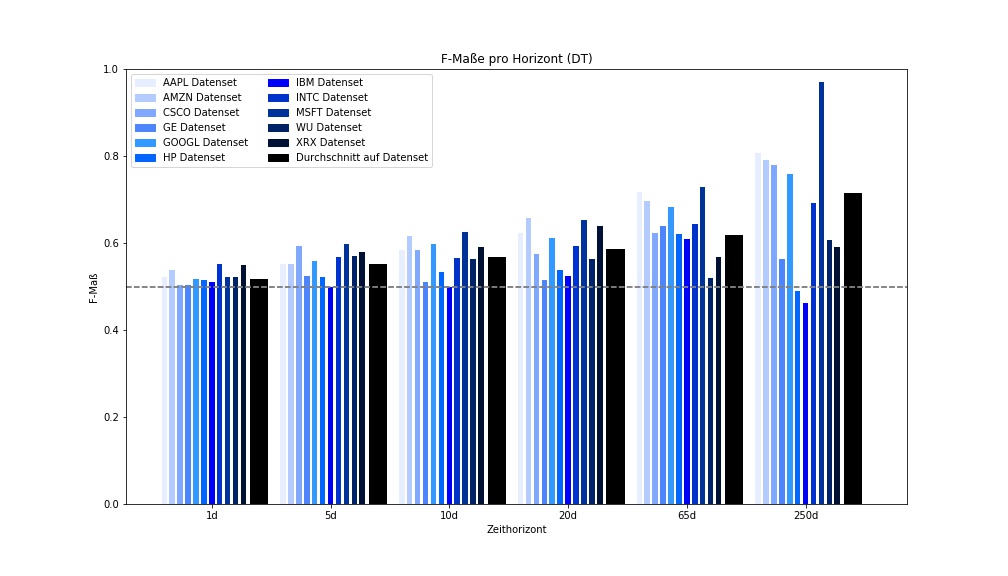 F-Maße pro Horizont (DT)
1.0
0.8
0.6
0.4
0.2
0.0
F-Maß
AAPL Datenset
AMZN Datenset
CSCO Datenset
GE Datenset
GOOGL Datenset
HP Datenset
IBM Datenset
INTC Datenset
MSFT Datenset
WU Datenset
XRX Datenset
Durchschnitt auf Datenset
1d 5d 10d 20d 65d 250d
Zeithorizont